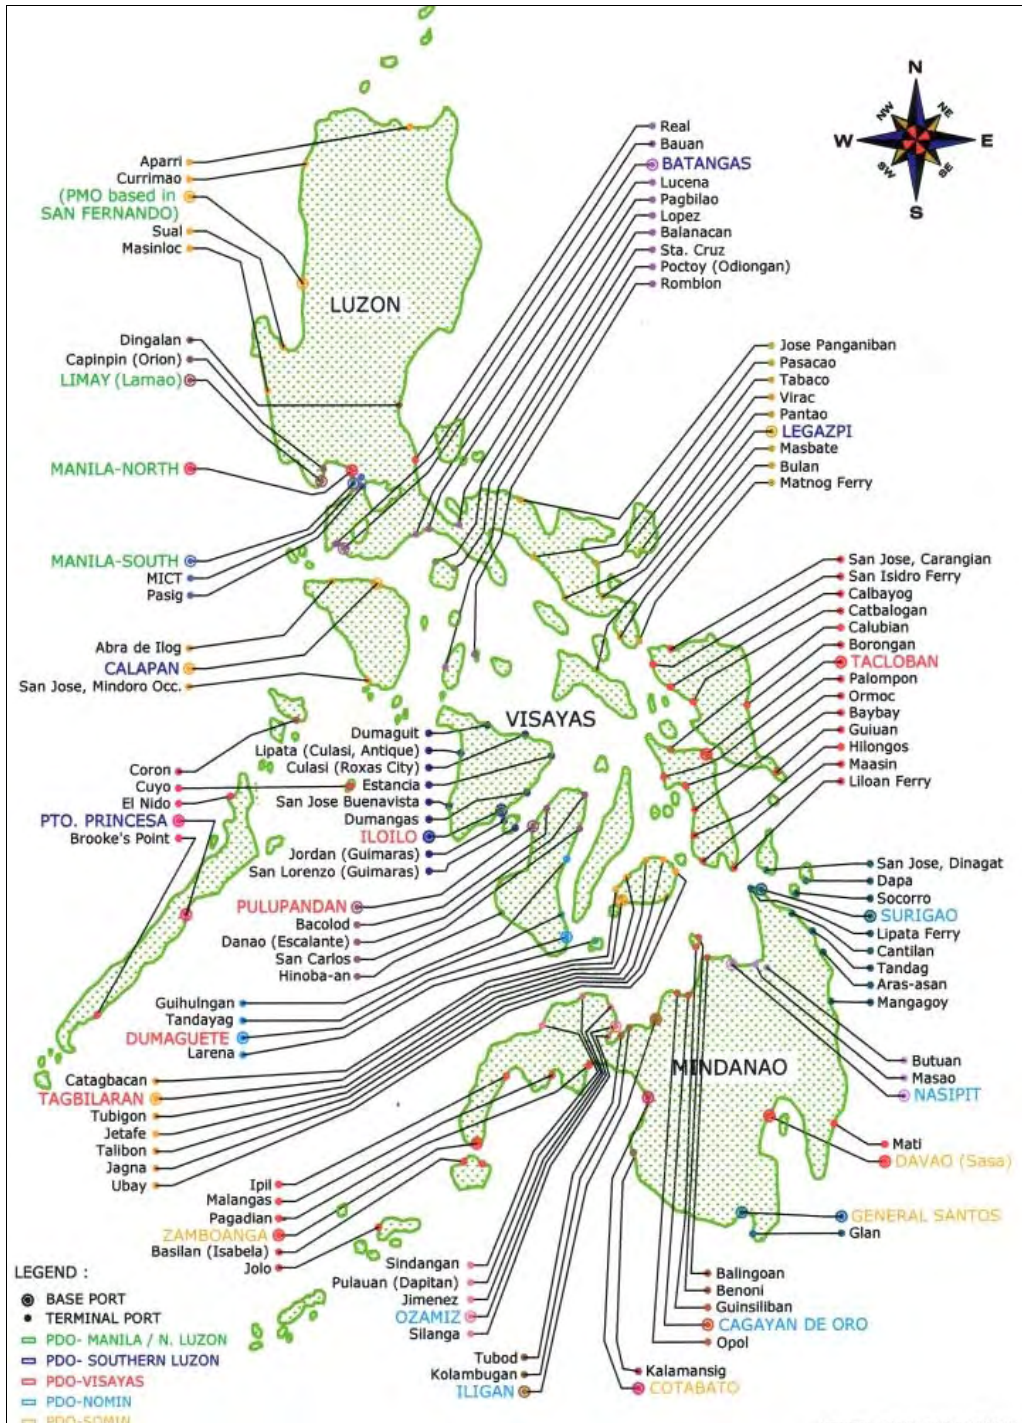 N
NW
NE
W
E
SW
SE
S
Aparri
Currimao
(PMO based in
SAN FERNANDO)
Sual
Masinloc
LUZON
Dingalan
Capinpin (Orion)
LIMAY (Lamao)
MANILA-NORTH
MANILA-SOUTH
MICT
Pasig
Abra de Ilog
CALAPAN
San Jose, Mindoro Occ.
Real
Bauan
BATANGAS
Lucena
Pagbilao
Lopez
Balanacan
Sta. Cruz
Poctoy (Odiongan)
Romblon
Jose Panganiban
Pasacao
Tabaco
Virac
Pantao
LEGAZPI
Masbate
Bulan
Matnog Ferry
San Jose, Carangian
San Isidro Ferry
Calbayog
Catbalogan
Calubian
Borongan
TACLOBAN
Palompon
Ormoc
Baybay
Guiuan
Hilongos
Maasin
Liloan Ferry
VISAYAS
Coron
Cuyo
El Nido
PTO. PRINCESA
Brooke's Point
Dumaguit
Lipata (Culasi, Antique)
Culasi (Roxas City)
Estancia
San Jose Buenavista
Dumangas
ILOILO
Jordan (Guimaras)
San Lorenzo (Guimaras)
PULUPANDAN
Bacolod
Danao (Escalante)
San Carlos
Hinoba-an
Guihulngan
Tandayag
DUMAGUETE
Larena
Catagbacan
TAGBILARAN
Tubigon
Jetafe
Talibon
Jagna
Ubay
San Jose, Dinagat
Dapa
Socorro
SURIGAO
Lipata Ferry
Cantilan
Tandag
Aras-asan
Mangagoy
MINDANAO
Butuan
Masao
NASIPIT
Mati
DAVAO (Sasa)
GENERAL SANTOS
Glan
Ipil
Malangas
Pagadian
ZAMBOANGA
Basilan (Isabela)
Jolo
Sindangan
Pulauan (Dapitan)
Jimenez
OZAMIZ
Silanga
Tubod
Kolambugan
ILIGAN
Balingoan
Benoni
Guinsiliban
CAGAYAN DE ORO
Opol
Kalamansig
COTABATO
LEGEND :
BASE PORT
TERMINAL PORT
PDO- MANILA / N. LUZON
PDO- SOUTHERN LUZON
PDO-VISAYAS
PDO-NOMIN
PDO-SOMIN